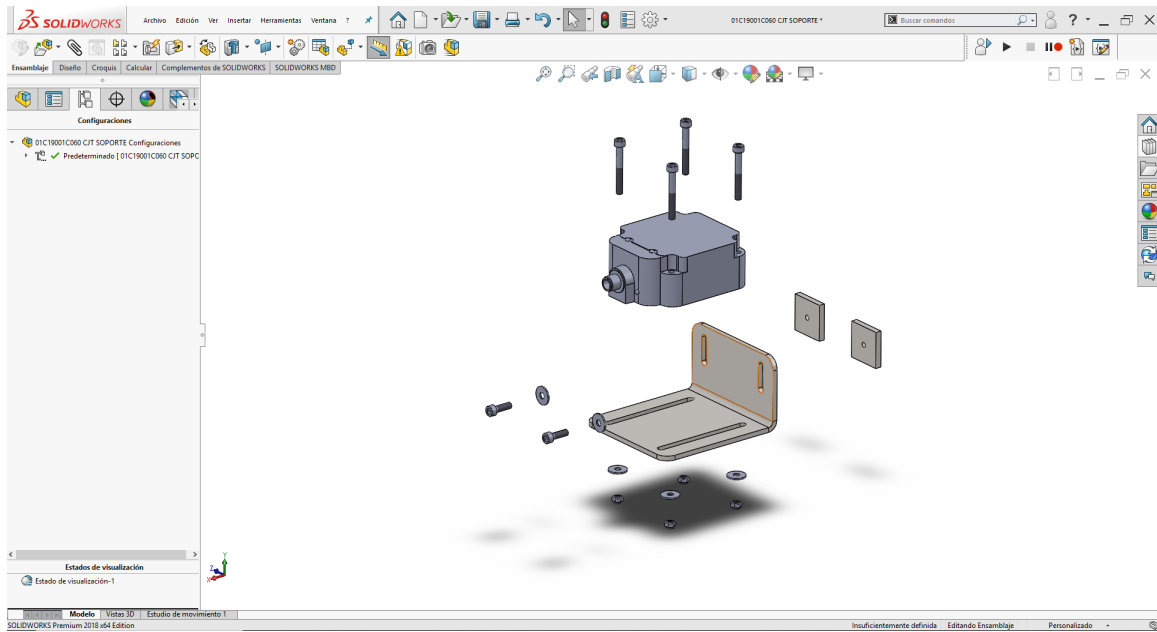 SOLIDWORKS Archivo Edición Ver Insertar Herramientas Ventana ? 01C19001C060 CJT SOPORTE * Buscar comandos ?
Ensamblaje Diseño Croquis Calcular Complementos de SOLIDWORKS SOLIDWORKS MBD
Configuraciones
01C19001C060 CJT SOPORTE Configuraciones
Predeterminado [ 01C19001C060 CJT SOPC
Estados de visualización
Estado de visualización-1
Y
Z
X
Modelo Vistas 3D Estudio de movimiento 1
SOLIDWORKS Premium 2018 x64 Edition Insuficientemente definida Editando Ensamblaje Personalizado